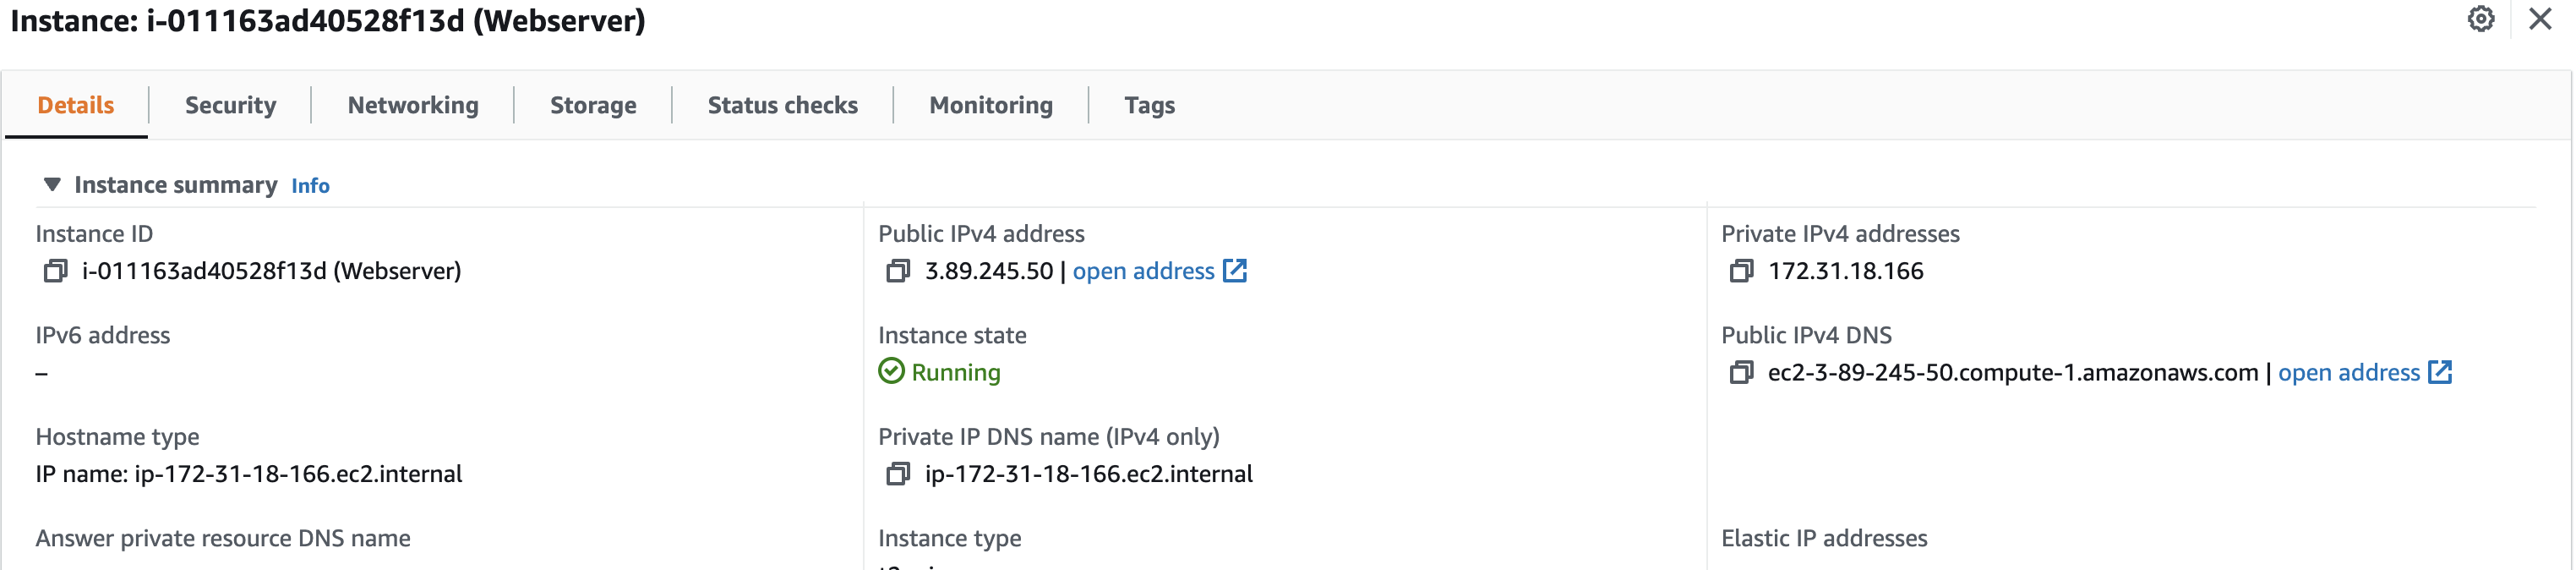 Instance: i-011163ad40528f13d (Webserver)
Details Security Networking Storage Status checks Monitoring Tags
Instance summary Info
Instance ID
i-011163ad40528f13d (Webserver)
Public IPv4 address
3.89.245.50 | open address
Private IPv4 addresses
172.31.18.166
IPv6 address
–
Instance state
Running
Public IPv4 DNS
ec2-3-89-245-50.compute-1.amazonaws.com | open address
Hostname type
IP name: ip-172-31-18-166.ec2.internal
Private IP DNS name (IPv4 only)
ip-172-31-18-166.ec2.internal
Answer private resource DNS name
Instance type
Elastic IP addresses